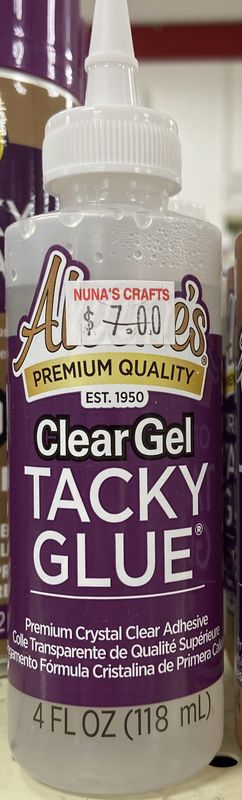 NUNA'S CRAFTS
$ 7.00
PREMIUM QUALITY
EST. 1950
Clear Gel
TACKY
GLUE®
Premium Crystal Clear Adhesive
Colle Transparente de Qualité Supérieure
Fórmula Cristalina de Primera
4 FL OZ (118 mL)